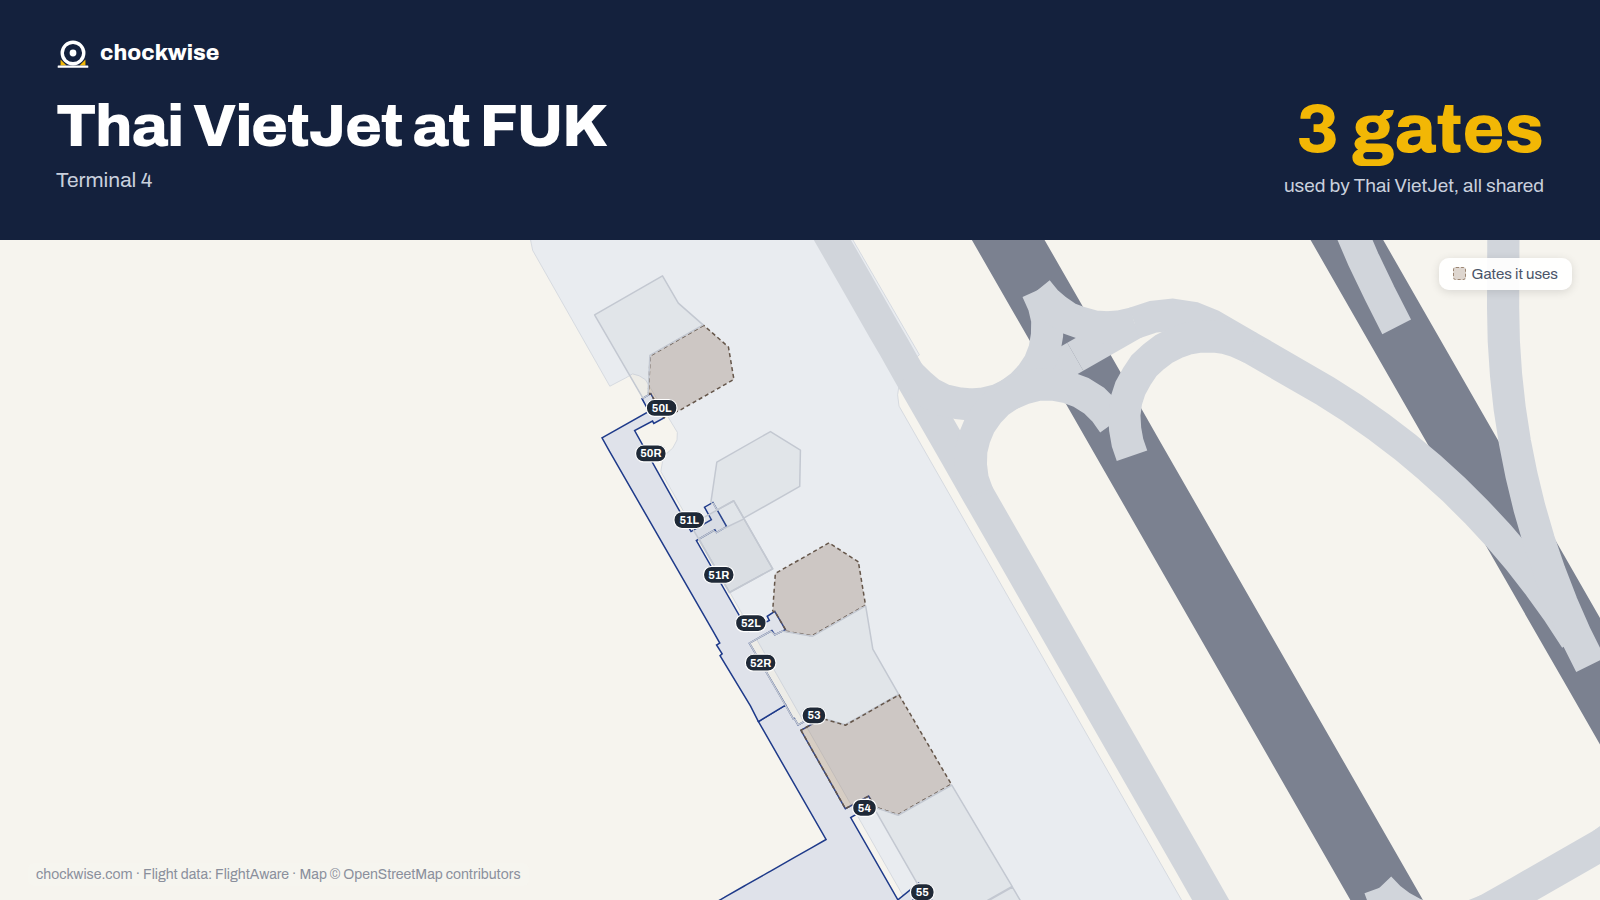 chockwise
Thai VietJet at FUK
Terminal 4
3 gates
used by Thai VietJet, all shared
Gates it uses
50L
50R
51L
51R
52L
52R
53
54
55
chockwise.com · Flight data: FlightAware · Map © OpenStreetMap contributors